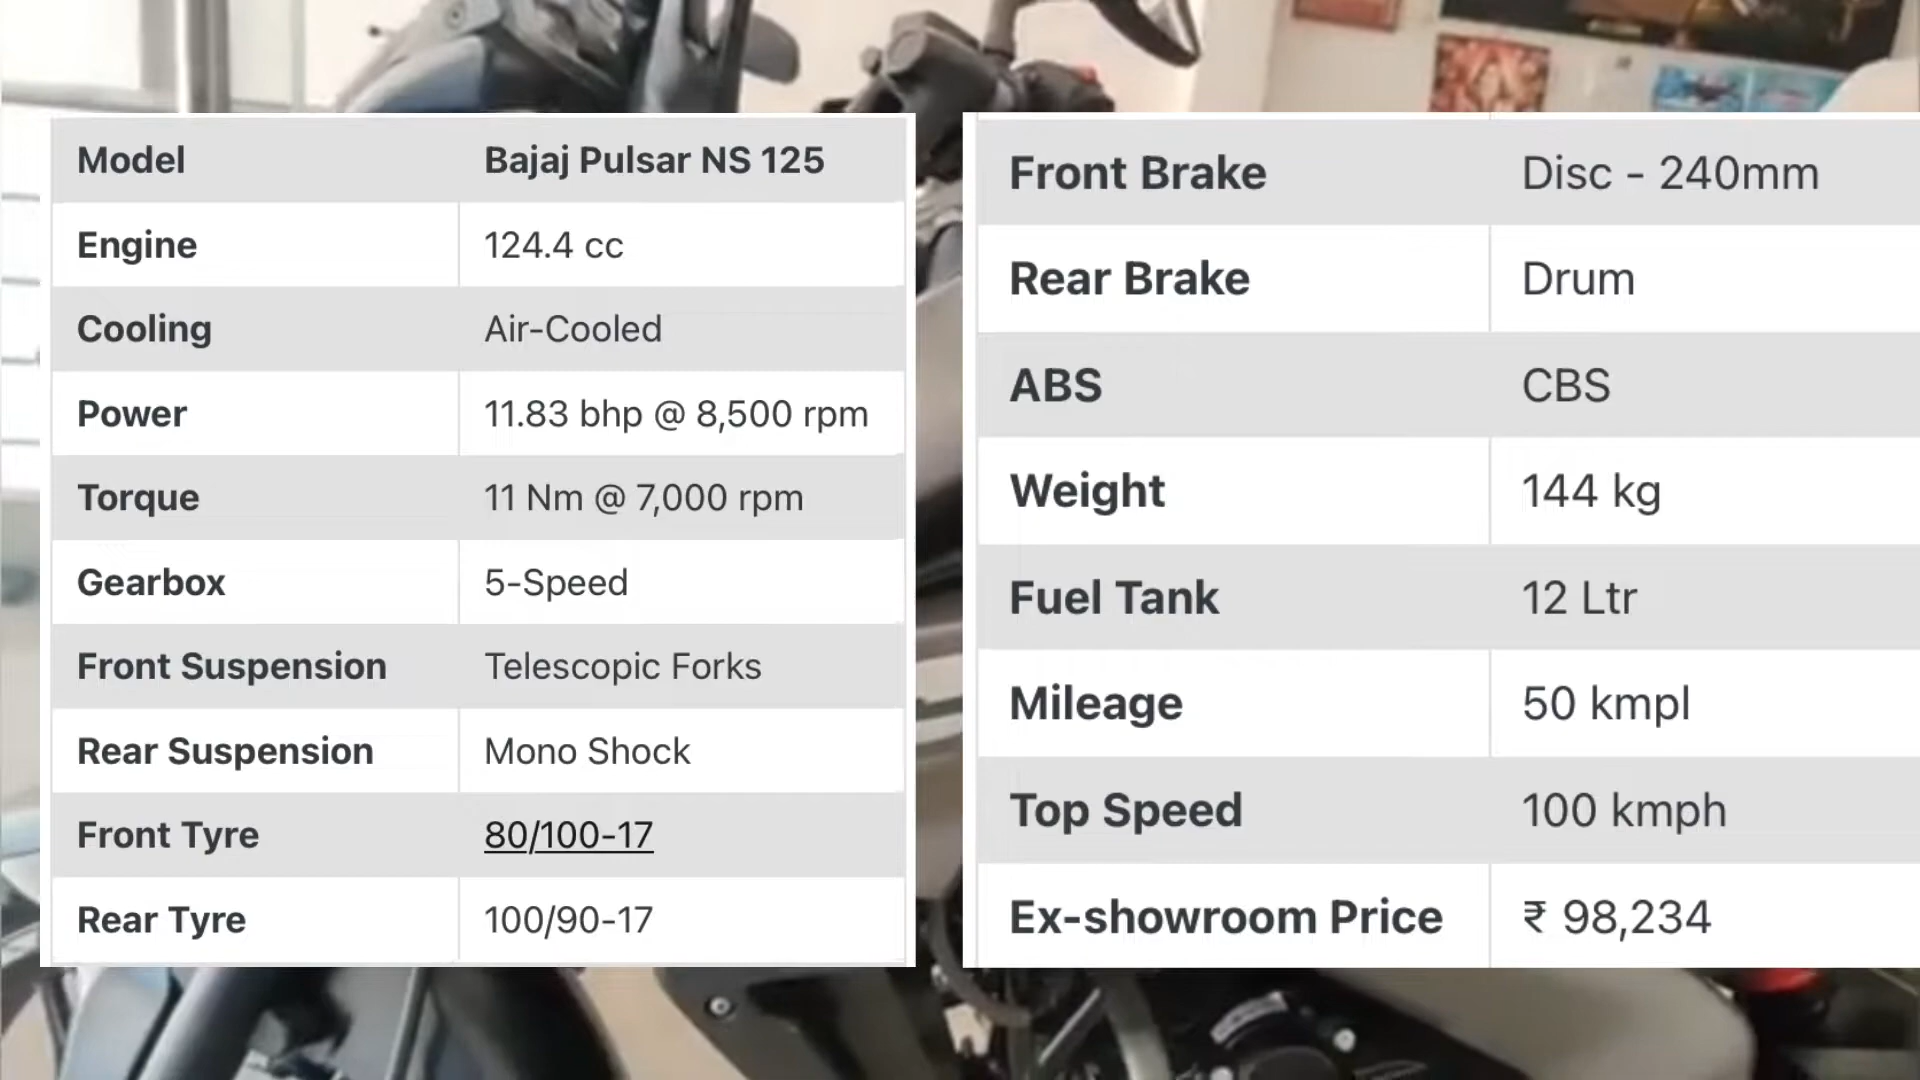 Model Bajaj Pulsar NS 125
Engine 124.4 cc
Cooling Air-Cooled
Power 11.83 bhp @ 8,500 rpm
Torque 11 Nm @ 7,000 rpm
Gearbox 5-Speed
Front Suspension Telescopic Forks
Rear Suspension Mono Shock
Front Tyre 80/100-17
Rear Tyre 100/90-17
Front Brake Disc - 240mm
Rear Brake Drum
ABS CBS
Weight 144 kg
Fuel Tank 12 Ltr
Mileage 50 kmpl
Top Speed 100 kmph
Ex-showroom Price ₹ 98,234